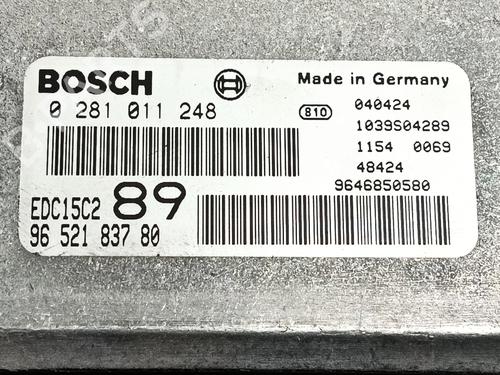 BOSCH
Made in Germany
0 281 011 248
810
040424
1039S04289
1154 0069
48424
9646850580
EDC15C2 89
96 521 837 80